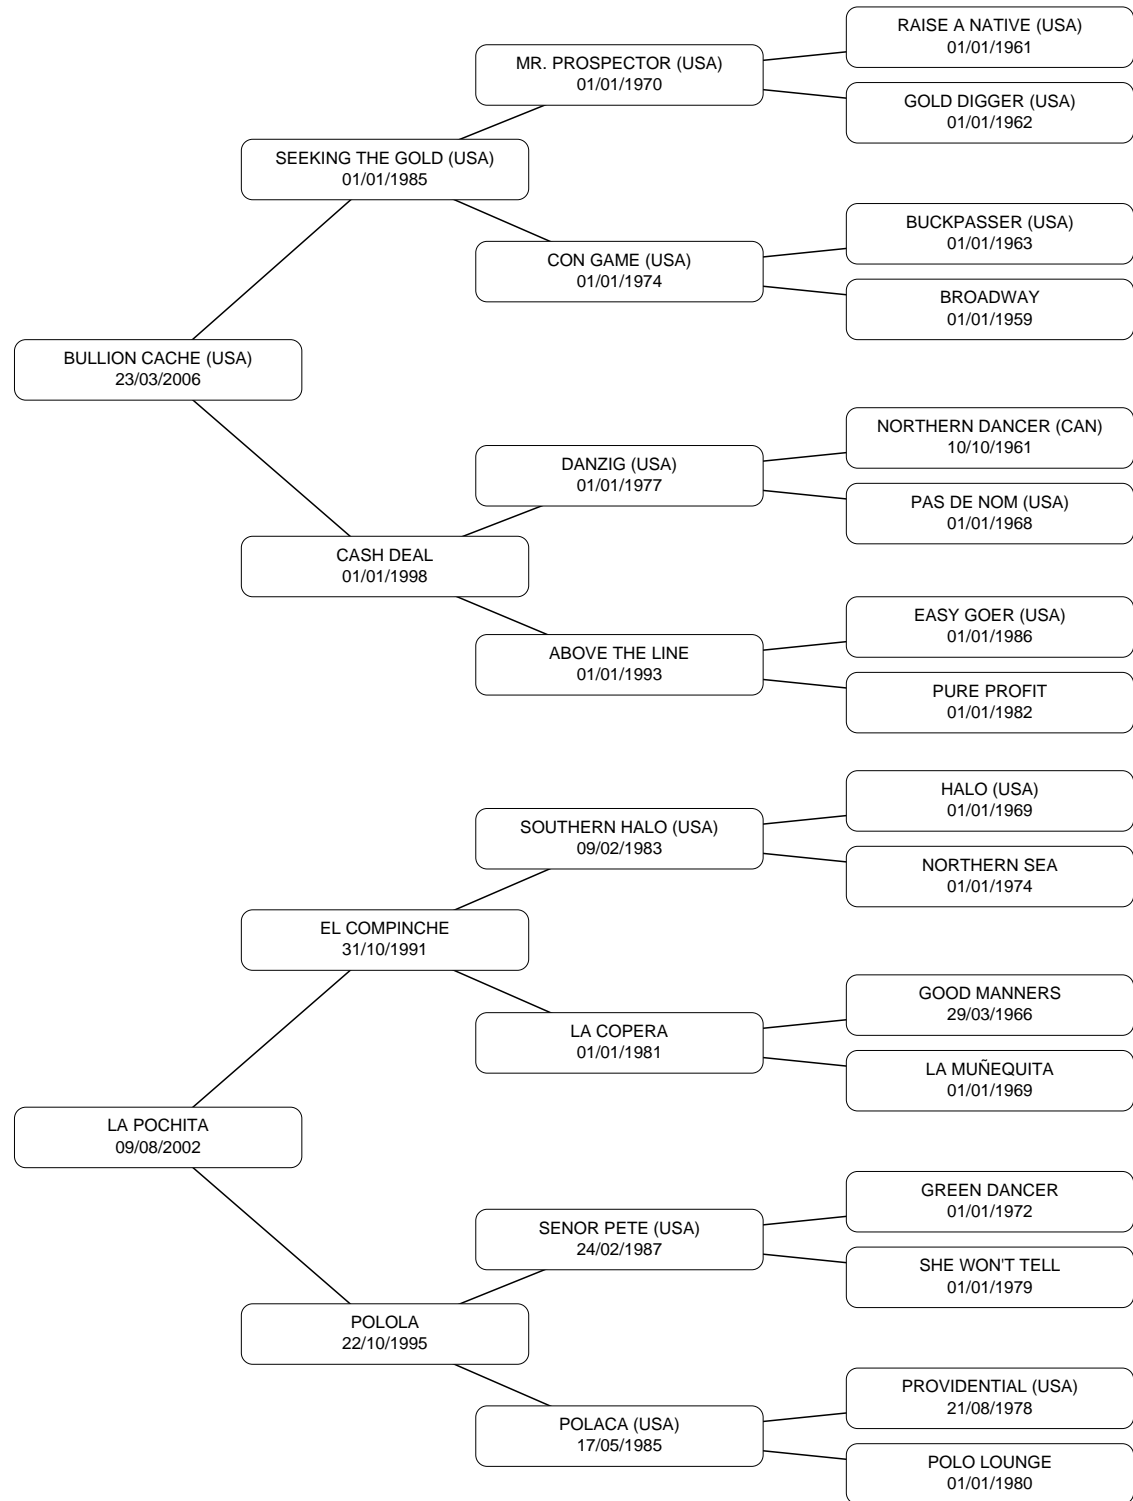 RAISE A NATIVE (USA)
01/01/1961
MR. PROSPECTOR (USA)
01/01/1970
GOLD DIGGER (USA)
01/01/1962
SEEKING THE GOLD (USA)
01/01/1985
BUCKPASSER (USA)
01/01/1963
CON GAME (USA)
01/01/1974
BROADWAY
01/01/1959
BULLION CACHE (USA)
23/03/2006
NORTHERN DANCER (CAN)
10/10/1961
DANZIG (USA)
01/01/1977
PAS DE NOM (USA)
01/01/1968
CASH DEAL
01/01/1998
EASY GOER (USA)
01/01/1986
ABOVE THE LINE
01/01/1993
PURE PROFIT
01/01/1982
HALO (USA)
01/01/1969
SOUTHERN HALO (USA)
09/02/1983
NORTHERN SEA
01/01/1974
EL COMPINCHE
31/10/1991
GOOD MANNERS
29/03/1966
LA COPERA
01/01/1981
LA MUÑEQUITA
01/01/1969
LA POCHITA
09/08/2002
GREEN DANCER
01/01/1972
SENOR PETE (USA)
24/02/1987
SHE WON'T TELL
01/01/1979
POLOLA
22/10/1995
PROVIDENTIAL (USA)
21/08/1978
POLACA (USA)
17/05/1985
POLO LOUNGE
01/01/1980